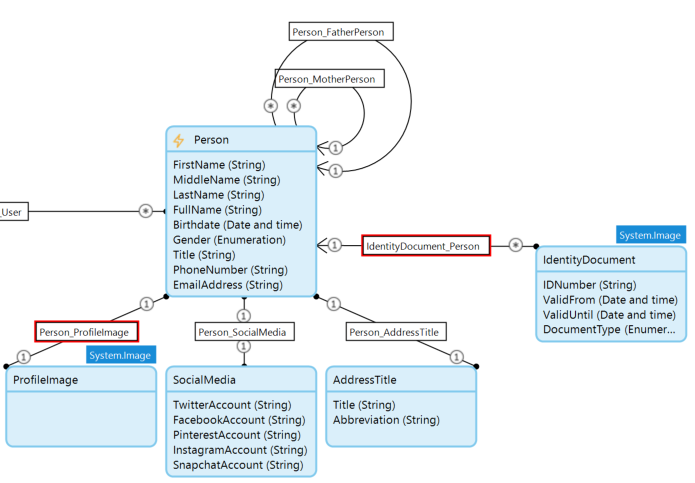 Person_FatherPerson
Person_MotherPerson
*
*
1
1
Person
FirstName (String)
MiddleName (String)
LastName (String)
FullName (String)
Birthdate (Date and time)
Gender (Enumeration)
Title (String)
PhoneNumber (String)
EmailAddress (String)
_User
*
1
IdentityDocument_Person
*
System.Image
IdentityDocument
IDNumber (String)
ValidFrom (Date and time)
ValidUntil (Date and time)
DocumentType (Enumer...
1
1
1
Person_ProfileImage
Person_SocialMedia
Person_AddressTitle
1
1
1
System.Image
ProfileImage
SocialMedia
TwitterAccount (String)
FacebookAccount (String)
PinterestAccount (String)
InstagramAccount (String)
SnapchatAccount (String)
AddressTitle
Title (String)
Abbreviation (String)